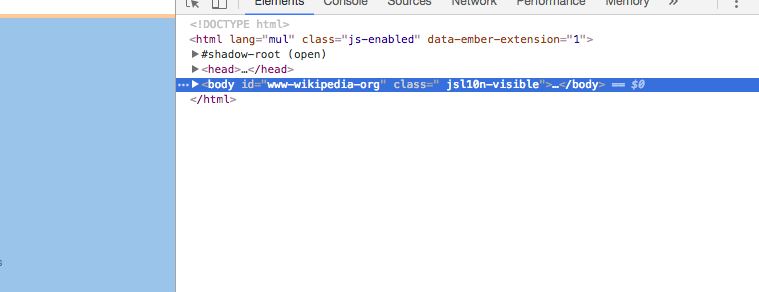 Elements Console Sources Network Performance Memory »
<!DOCTYPE html>
<html lang="mul" class="js-enabled" data-ember-extension="1">
▶#shadow-root (open)
▶<head>…</head>
…▶<body id="www-wikipedia-org" class=" jsl10n-visible">…</body> == $0
</html>
s